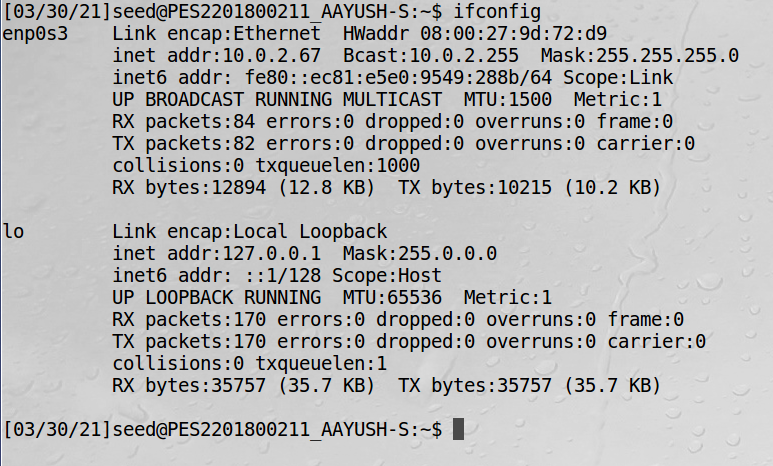 [03/30/21]seed@PES2201800211_AAYUSH-S:~$ ifconfig
enp0s3    Link encap:Ethernet  HWaddr 08:00:27:9d:72:d9
          inet addr:10.0.2.67  Bcast:10.0.2.255  Mask:255.255.255.0
          inet6 addr: fe80::ec81:e5e0:9549:288b/64 Scope:Link
          UP BROADCAST RUNNING MULTICAST  MTU:1500  Metric:1
          RX packets:84 errors:0 dropped:0 overruns:0 frame:0
          TX packets:82 errors:0 dropped:0 overruns:0 carrier:0
          collisions:0 txqueuelen:1000
          RX bytes:12894 (12.8 KB)  TX bytes:10215 (10.2 KB)

lo        Link encap:Local Loopback
          inet addr:127.0.0.1  Mask:255.0.0.0
          inet6 addr: ::1/128 Scope:Host
          UP LOOPBACK RUNNING  MTU:65536  Metric:1
          RX packets:170 errors:0 dropped:0 overruns:0 frame:0
          TX packets:170 errors:0 dropped:0 overruns:0 carrier:0
          collisions:0 txqueuelen:1
          RX bytes:35757 (35.7 KB)  TX bytes:35757 (35.7 KB)

[03/30/21]seed@PES2201800211_AAYUSH-S:~$